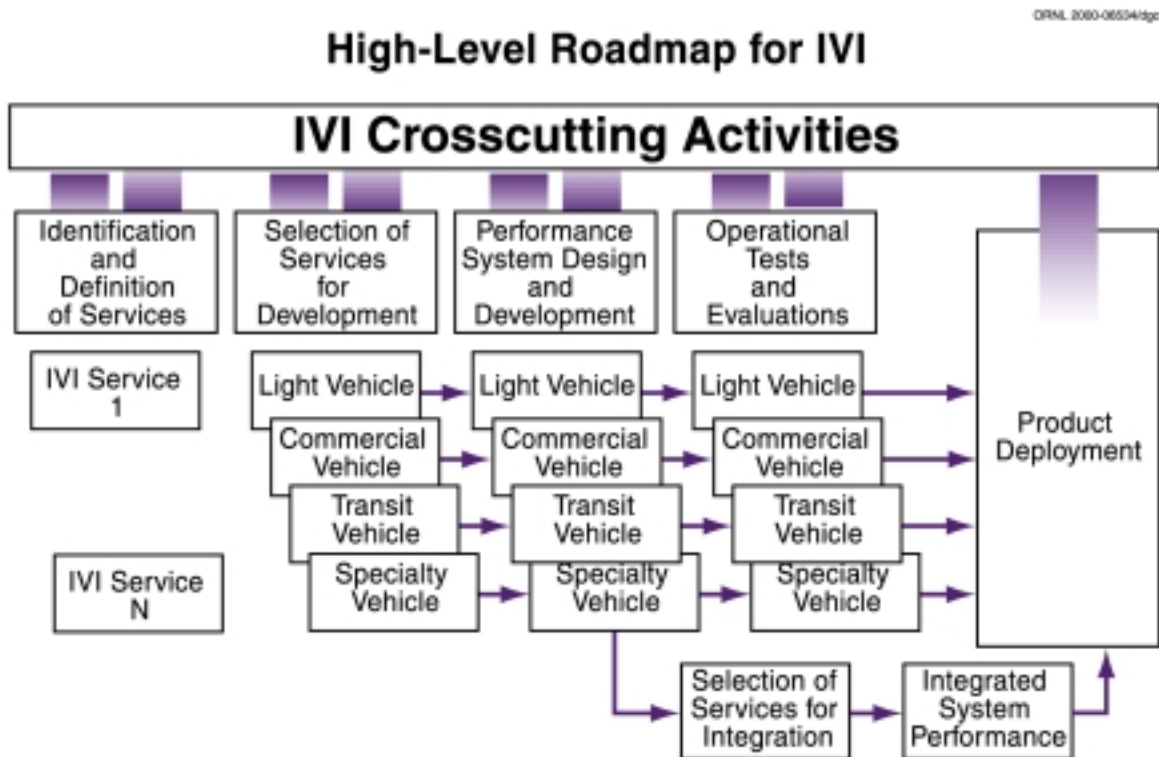 ORNL 2000-06534/dgc
High-Level Roadmap for IVI
IVI Crosscutting Activities
Identification
and
Definition
of Services
Selection of
Services
for
Development
Performance
System Design
and
Development
Operational
Tests
and
Evaluations
IVI Service
1
Light Vehicle
Light Vehicle
Light Vehicle
Commercial
Vehicle
Commercial
Vehicle
Commercial
Vehicle
Transit
Vehicle
Transit
Vehicle
Transit
Vehicle
IVI Service
N
Specialty
Vehicle
Specialty
Vehicle
Specialty
Vehicle
Product
Deployment
Selection of
Services for
Integration
Integrated
System
Performance